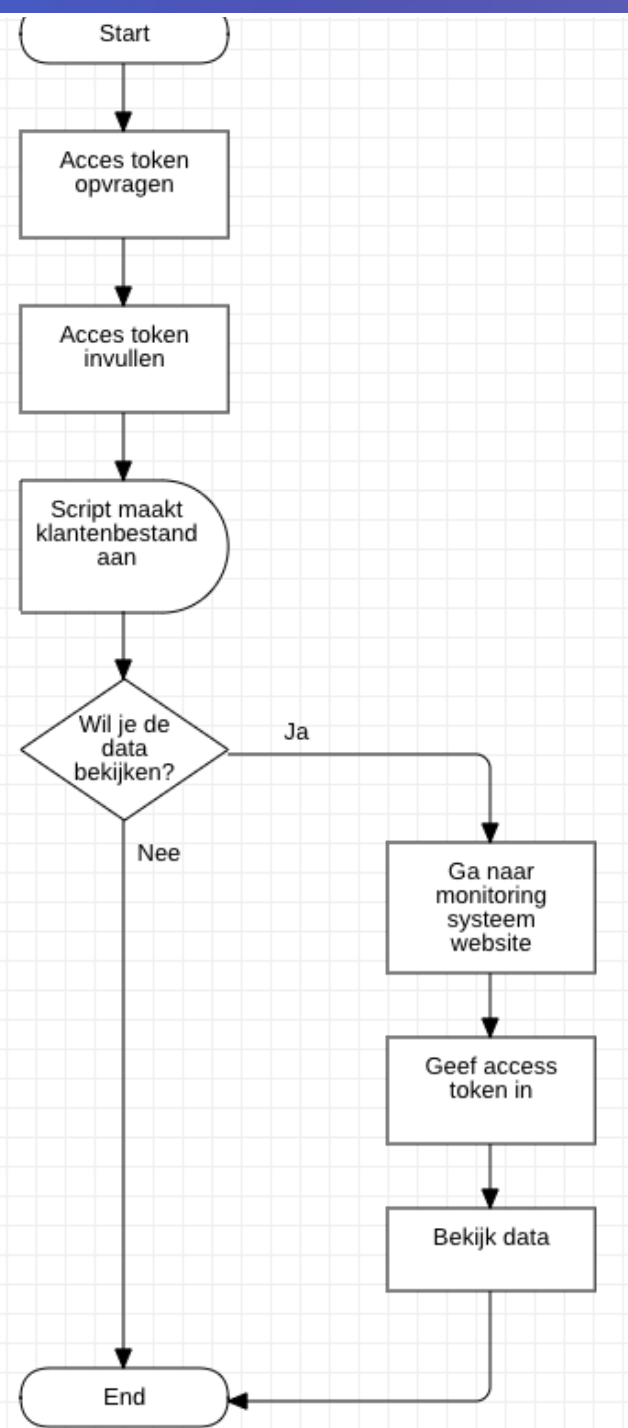 Start
Acces token
opvragen
Acces token
invullen
Script maakt
klantenbestand
aan
Wil je de
data
bekijken?
Ja
Nee
Ga naar
monitoring
systeem
website
Geef access
token in
Bekijk data
End